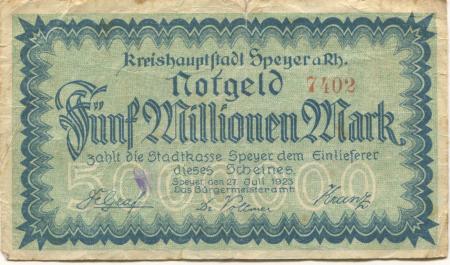 Kreishauptstadt Speyer a Rh.
Notgeld 7402
Fünf Millionen Mark
zahlt die Stadtkasse Speyer dem Einlieferer
dieses Scheines
Speyer, den 27. Juli 1923
Das Bürgermeisteramt